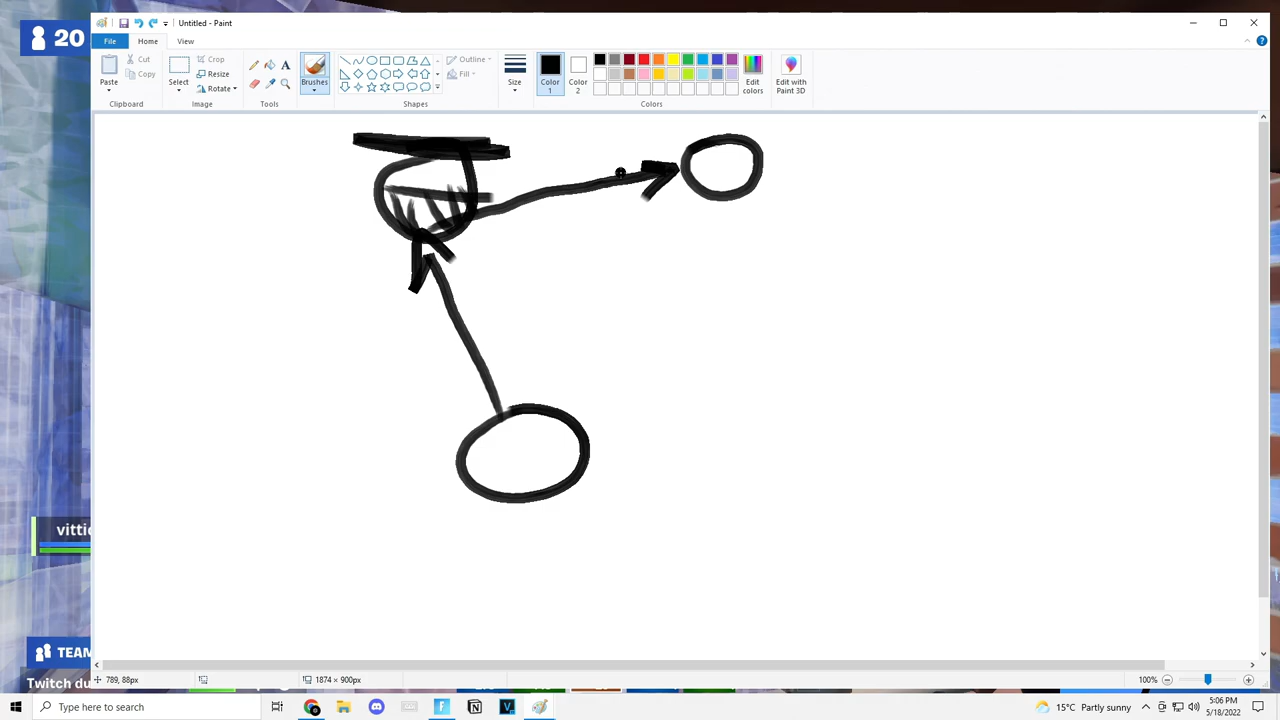 20
Untitled - Paint
File
Home
View
Paste
Cut
Copy
Clipboard
Select
Crop
Resize
Rotate
Image
Tools
A
Brushes
Outline
Fill
Shapes
Size
Color
1
Color
2
Edit
colors
Colors
Edit with
Paint 3D
vittic
TEAM
Twitch du
789, 88px
1874 × 900px
100%
Type here to search
15°C Partly sunny
5:06 PM
5/18/2022